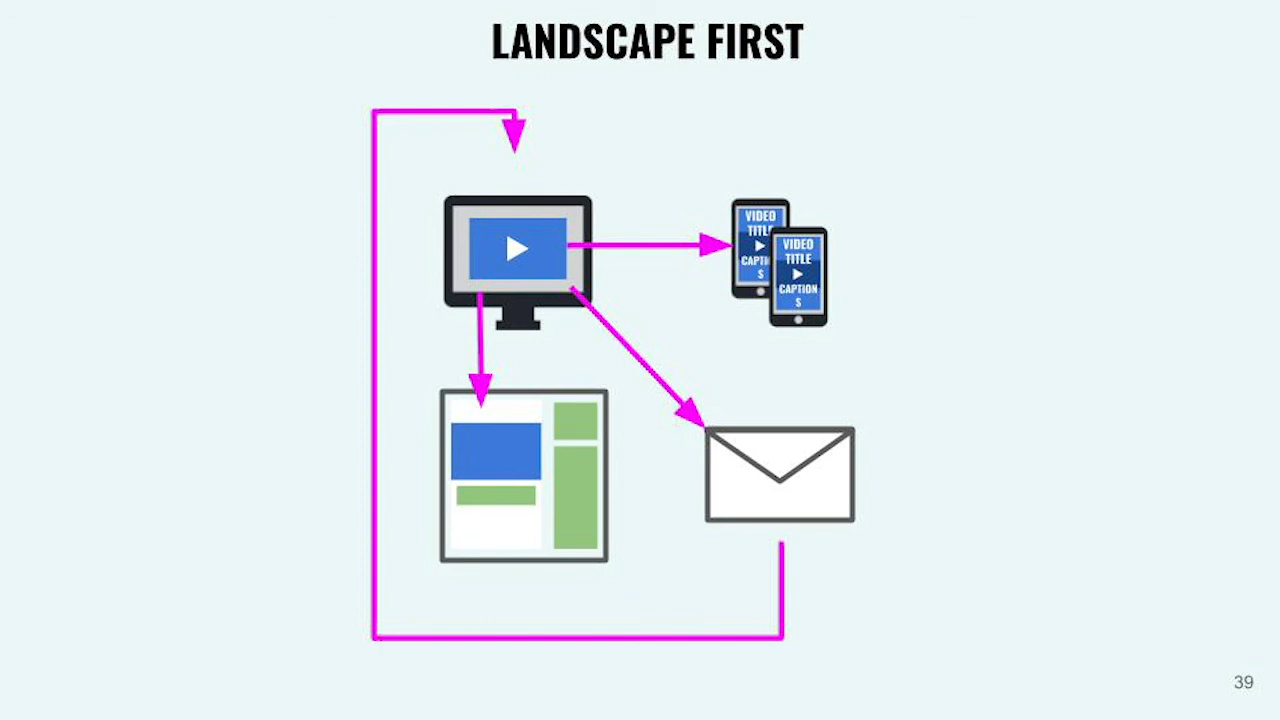 LANDSCAPE FIRST
VIDEO
TITLE
CAPTION
S
VIDEO
TITLE
CAPTION
S
39